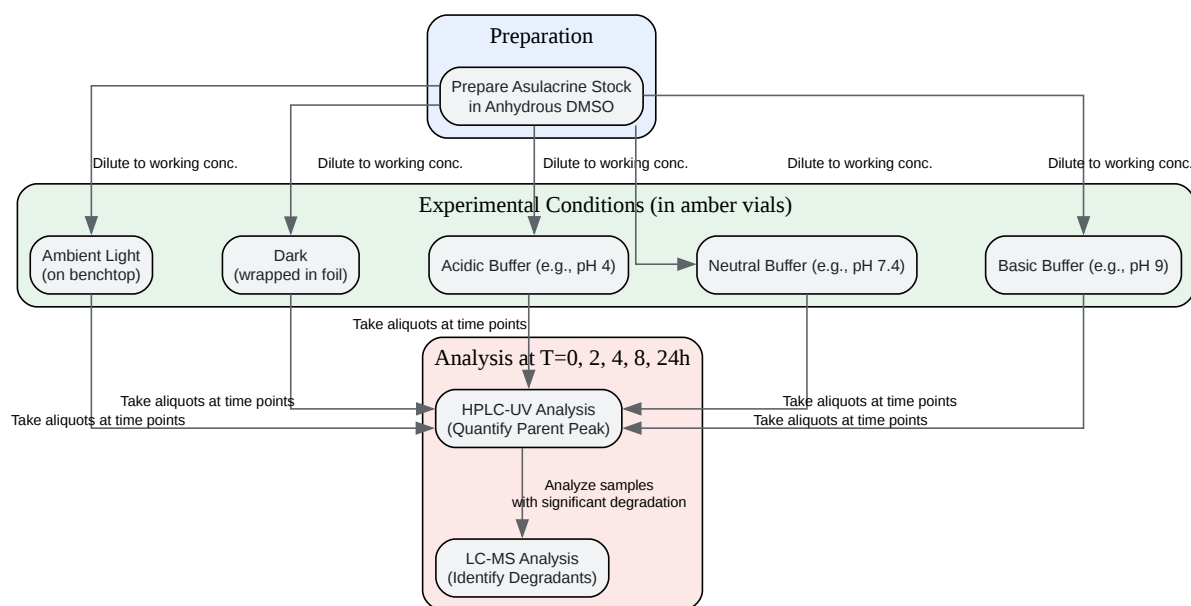 Preparation
Prepare Asulacrine Stock
in Anhydrous DMSO
Dilute to working conc.
Dilute to working conc.
Dilute to working conc.
Dilute to working conc.
Dilute to working conc.
Experimental Conditions (in amber vials)
Ambient Light
(on benchtop)
Dark
(wrapped in foil)
Acidic Buffer (e.g., pH 4)
Neutral Buffer (e.g., pH 7.4)
Basic Buffer (e.g., pH 9)
Take aliquots at time points
Analysis at T=0, 2, 4, 8, 24h
Take aliquots at time points
Take aliquots at time points
HPLC-UV Analysis
(Quantify Parent Peak)
Take aliquots at time points
Take aliquots at time points
Analyze samples
with significant degradation
LC-MS Analysis
(Identify Degradants)